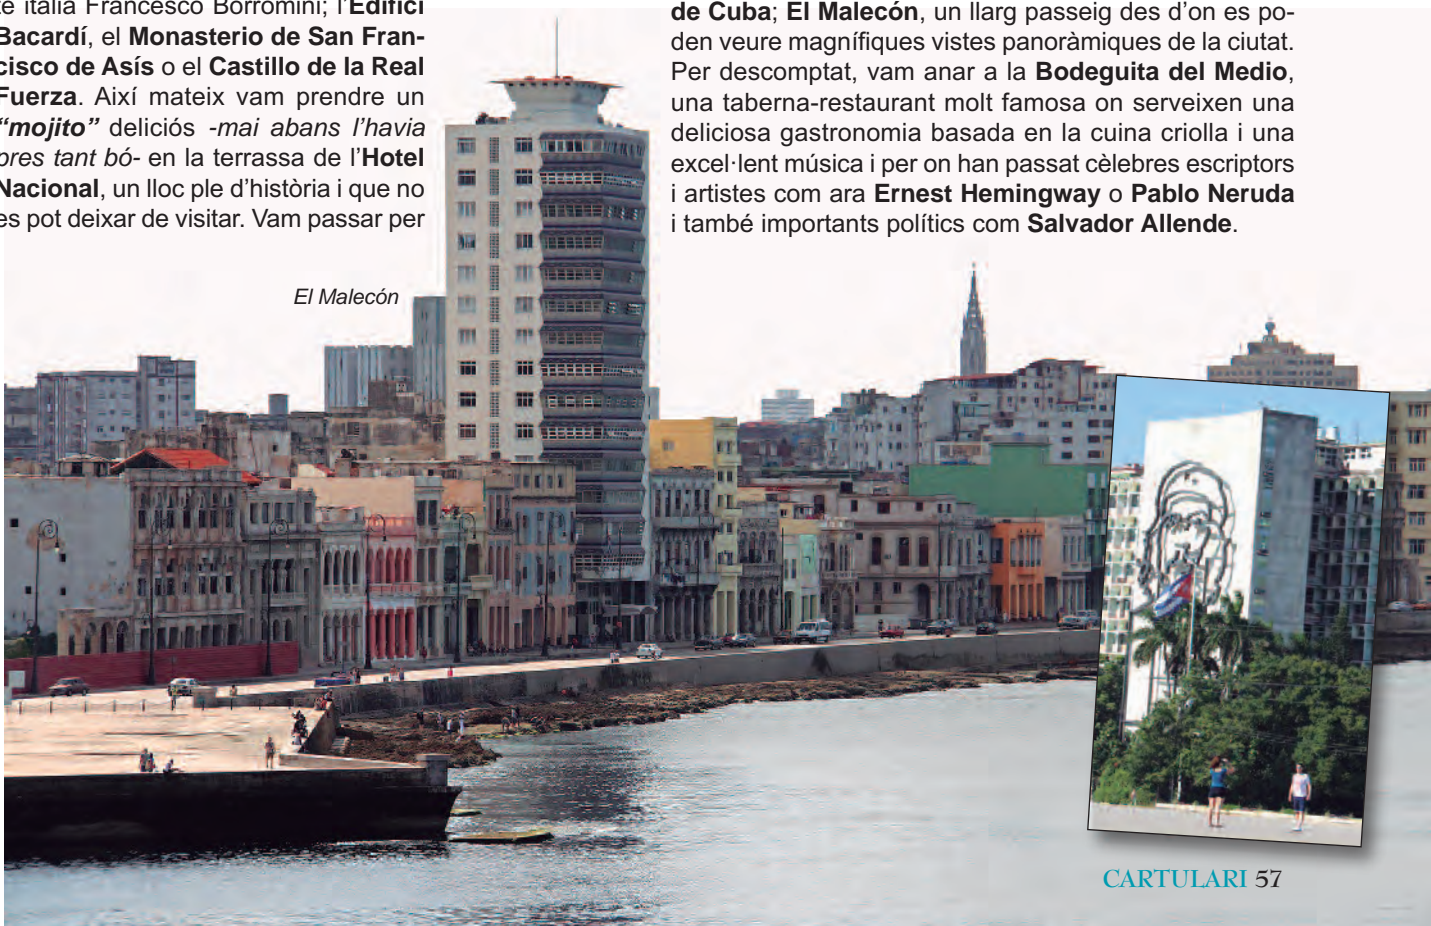 te italià Francesco Borromini; l'Edifici
Bacardí, el Monasterio de San Fran-
cisco de Asís o el Castillo de la Real
Fuerza. Així mateix vam prendre un
“mojito” deliciós -mai abans l’havia
pres tant bó- en la terrassa de l’Hotel
Nacional, un lloc ple d’història i que no
es pot deixar de visitar. Vam passar per
de Cuba; El Malecón, un llarg passeig des d’on es po-
den veure magnífiques vistes panoràmiques de la ciutat.
Per descomptat, vam anar a la Bodeguita del Medio,
una taberna-restaurant molt famosa on serveixen una
deliciosa gastronomia basada en la cuina criolla i una
excel·lent música i per on han passat cèlebres escriptors
i artistes com ara Ernest Hemingway o Pablo Neruda
i també importants polítics com Salvador Allende.
El Malecón
CARTULARI 57